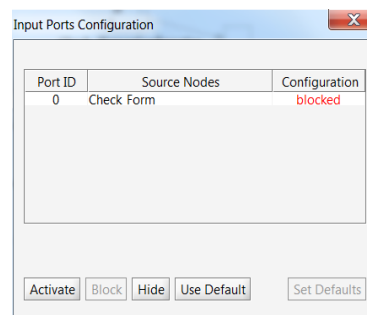 Input Ports Configuration
Port ID Source Nodes Configuration
0 Check Form blocked
Activate Block Hide Use Default Set Defaults